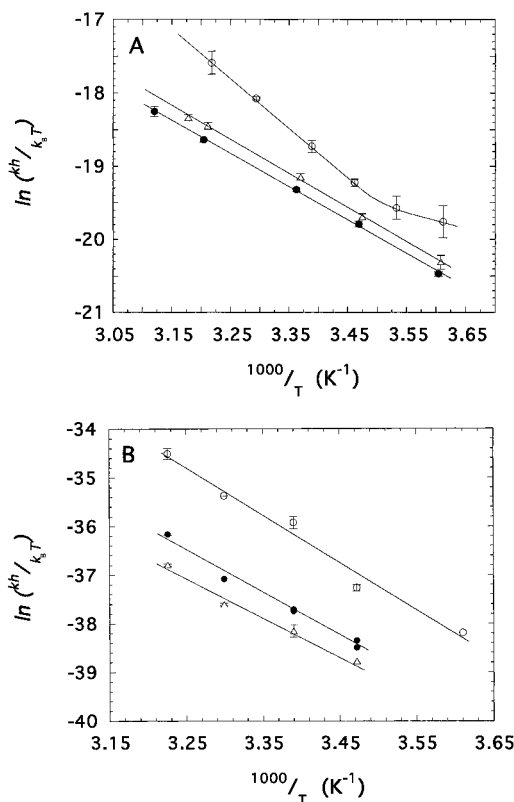 A
-17
-18
-19
-20
-21
ln (kh/kBT)
3.05 3.15 3.25 3.35 3.45 3.55 3.65
1000/T (K-1)
B
-34
-35
-36
-37
-38
-39
-40
ln (kh/kBT)
3.15 3.25 3.35 3.45 3.55 3.65
1000/T (K-1)